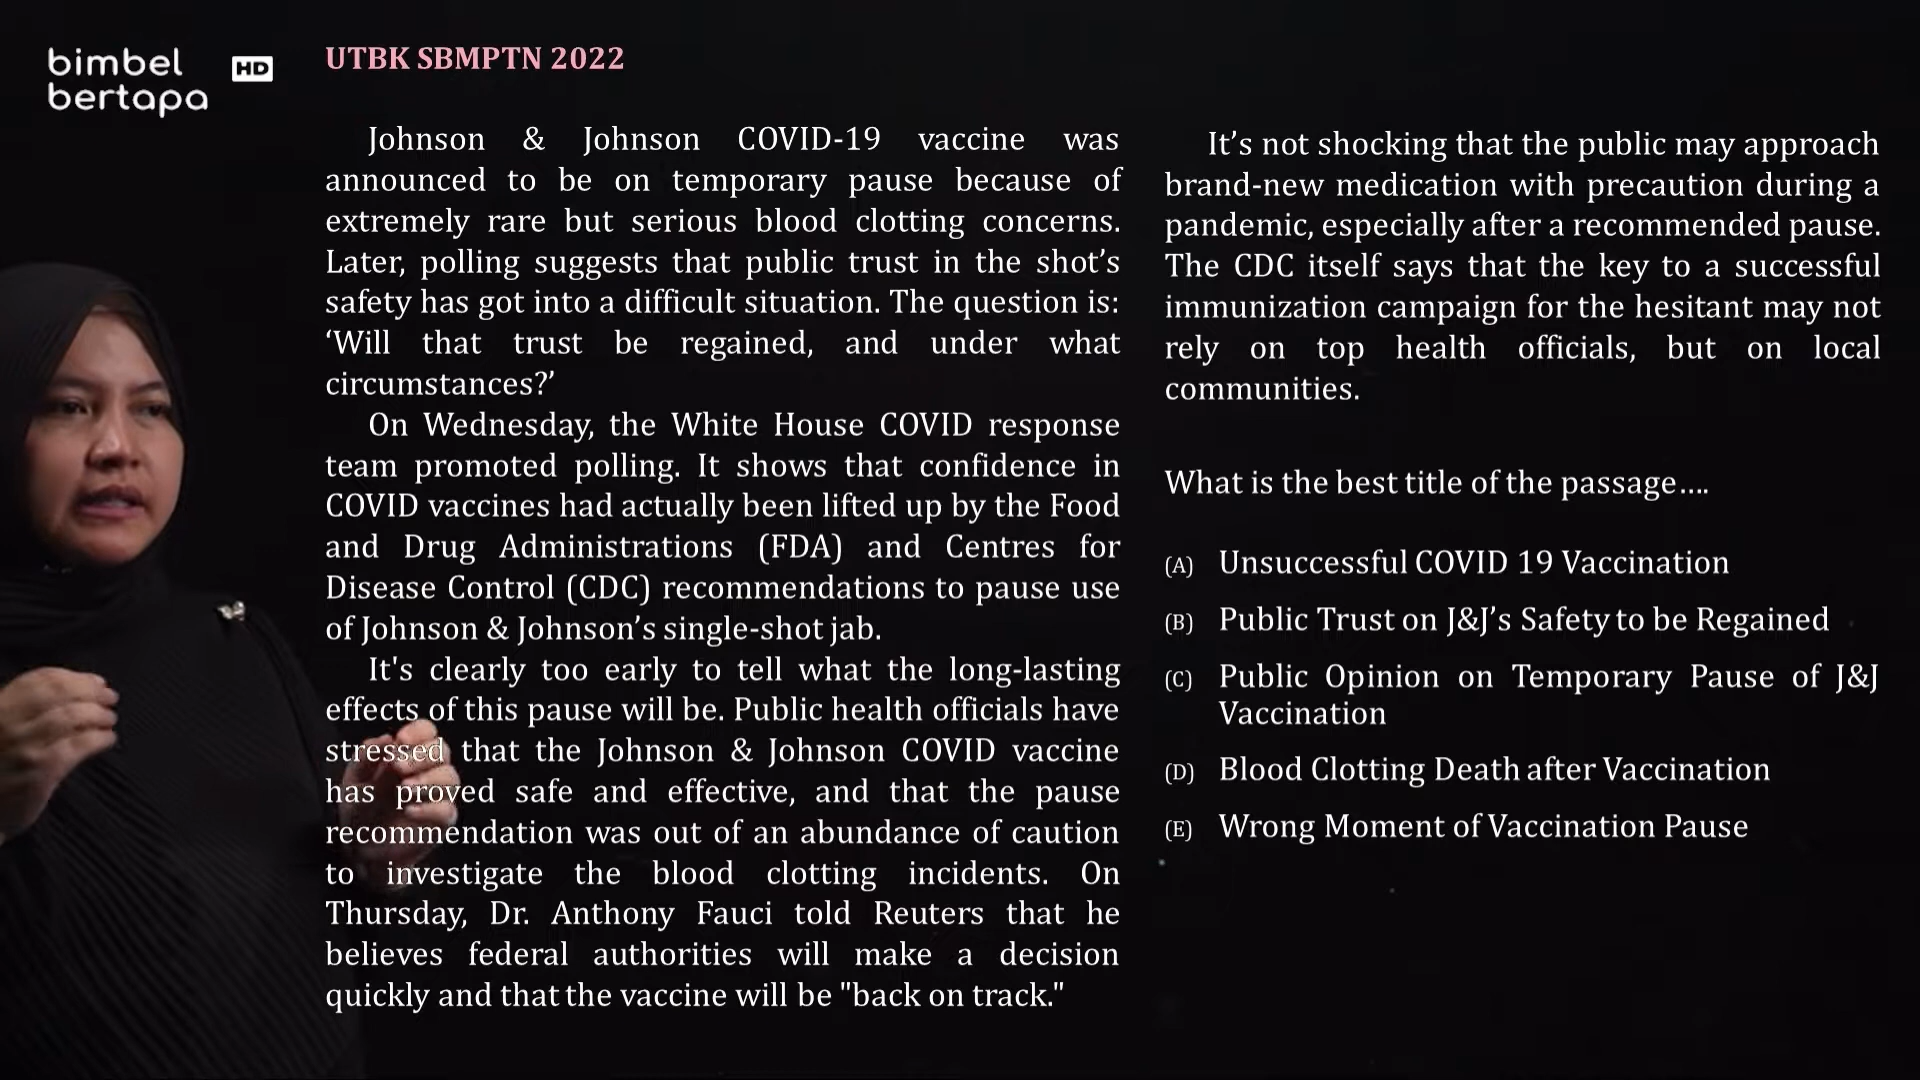 bimbel
bertapa
HD
UTBK SBMPTN 2022
Johnson & Johnson COVID-19 vaccine was
announced to be on temporary pause because of
extremely rare but serious blood clotting concerns.
Later, polling suggests that public trust in the shot’s
safety has got into a difficult situation. The question is:
‘Will that trust be regained, and under what
circumstances?’
On Wednesday, the White House COVID response
team promoted polling. It shows that confidence in
COVID vaccines had actually been lifted up by the Food
and Drug Administrations (FDA) and Centres for
Disease Control (CDC) recommendations to pause use
of Johnson & Johnson’s single-shot jab.
It's clearly too early to tell what the long-lasting
effects of this pause will be. Public health officials have
stressed that the Johnson & Johnson COVID vaccine
has proved safe and effective, and that the pause
recommendation was out of an abundance of caution
to investigate the blood clotting incidents. On
Thursday, Dr. Anthony Fauci told Reuters that he
believes federal authorities will make a decision
quickly and that the vaccine will be "back on track."
It’s not shocking that the public may approach
brand-new medication with precaution during a
pandemic, especially after a recommended pause.
The CDC itself says that the key to a successful
immunization campaign for the hesitant may not
rely on top health officials, but on local
communities.
What is the best title of the passage....
(A) Unsuccessful COVID 19 Vaccination
(B) Public Trust on J&J’s Safety to be Regained
(C) Public Opinion on Temporary Pause of J&J
Vaccination
(D) Blood Clotting Death after Vaccination
(E) Wrong Moment of Vaccination Pause